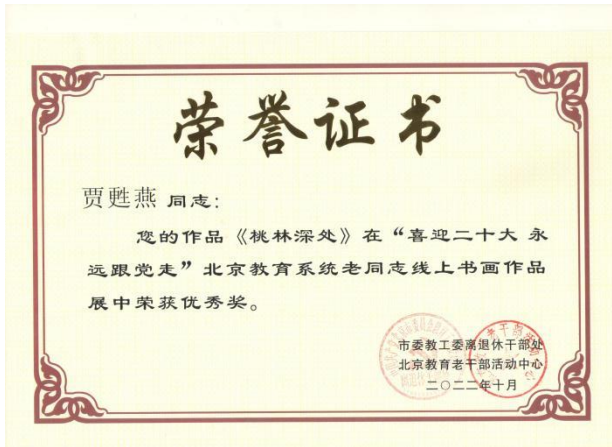 荣誉证书
贾甦燕 同志：
您的作品《桃林深处》在“喜迎二十大 永
远跟党走”北京教育系统老同志线上书画作品
展中荣获优秀奖。
市委教工委离退休干部处
北京教育老干部活动中心
二〇二二年十月